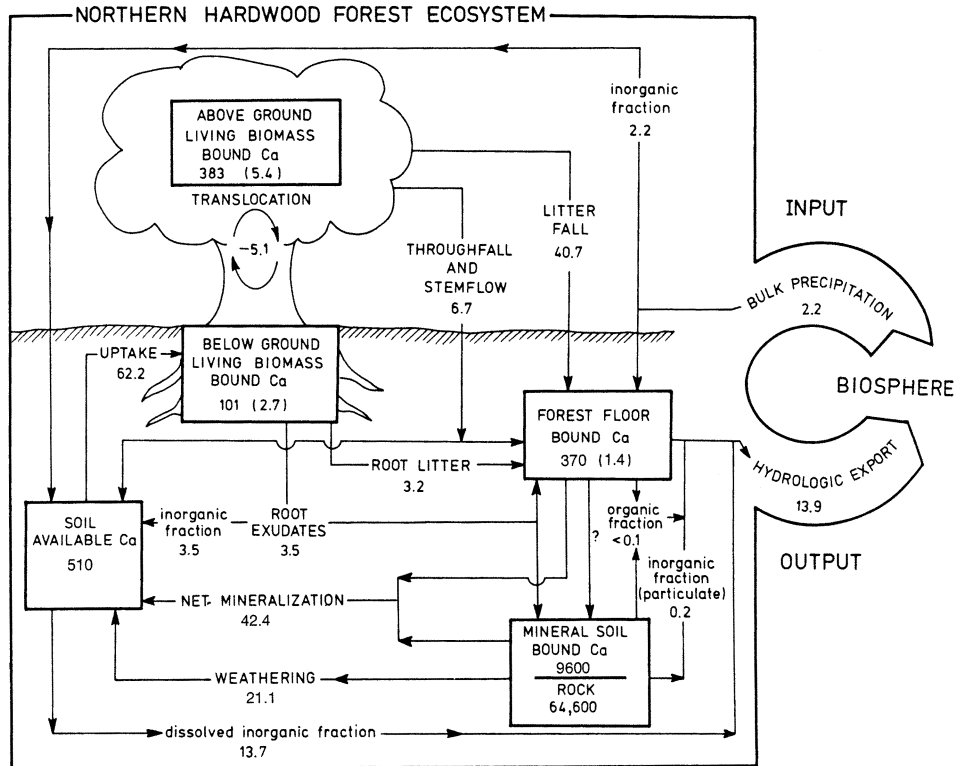 NORTHERN HARDWOOD FOREST ECOSYSTEM
inorganic
fraction
2.2
ABOVE GROUND
LIVING BIOMASS
BOUND Ca
383 (5.4)
TRANSLOCATION
-5.1
LITTER
FALL
40.7
THROUGHFALL
AND
STEMFLOW
6.7
INPUT
BULK PRECIPITATION
2.2
BIOSPHERE
UPTAKE
62.2
BELOW GROUND
LIVING BIOMASS
BOUND Ca
101 (2.7)
FOREST FLOOR
BOUND Ca
370 (1.4)
ROOT LITTER
3.2
HYDROLOGIC EXPORT
13.9
OUTPUT
SOIL
AVAILABLE Ca
510
inorganic
fraction
3.5
ROOT
EXUDATES
3.5
?
organic
fraction
<0.1
inorganic
fraction
(particulate)
0.2
NET MINERALIZATION
42.4
MINERAL SOIL
BOUND Ca
9600
ROCK
64,600
WEATHERING
21.1
dissolved inorganic fraction
13.7